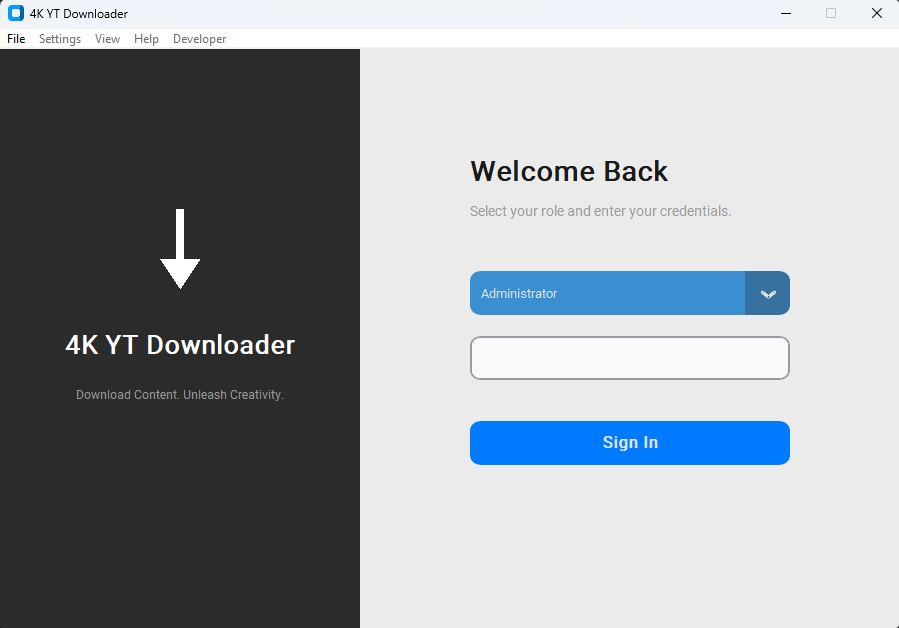 4K YT Downloader
File Settings View Help Developer
4K YT Downloader
Download Content. Unleash Creativity.
Welcome Back
Select your role and enter your credentials.
Administrator
Sign In